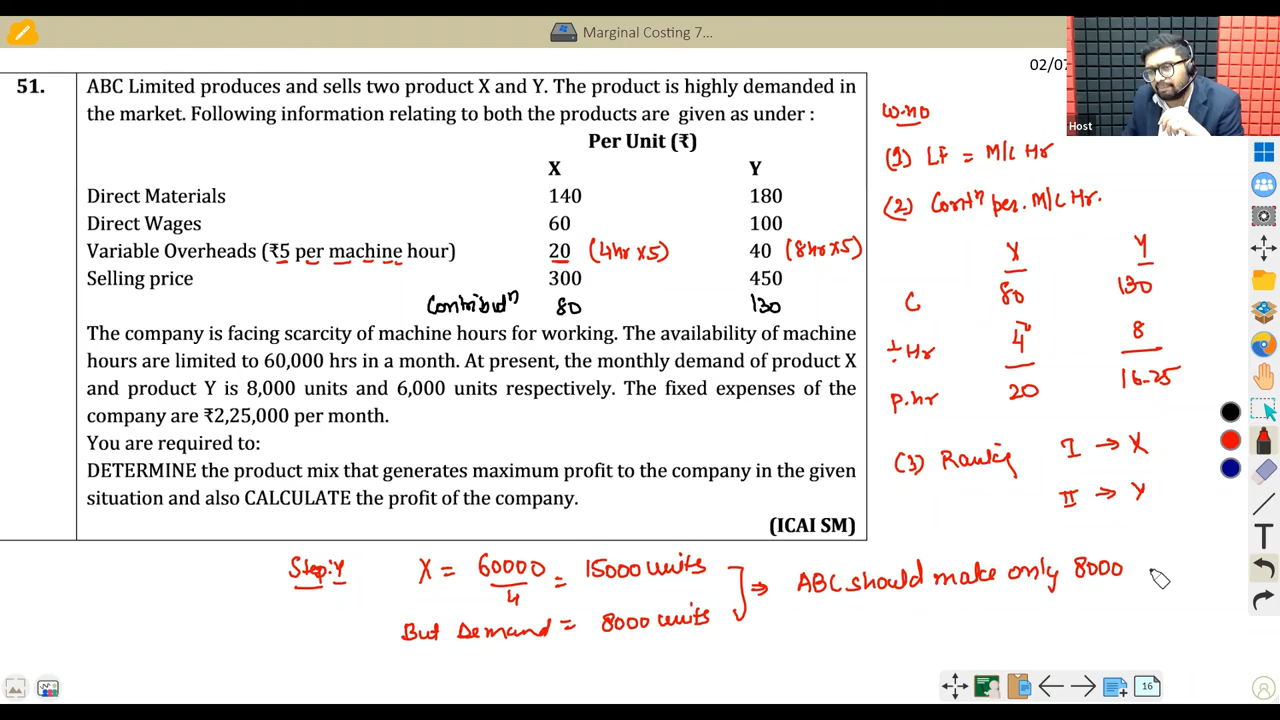 Marginal Costing 7...
02/07
Host
51.
ABC Limited produces and sells two product X and Y. The product is highly demanded in
the market. Following information relating to both the products are given as under :
Per Unit (₹)
X Y
Direct Materials 140 180
Direct Wages 60 100
Variable Overheads (₹5 per machine hour) 20 (4hr x5) 40 (8hr x5)
Selling price 300 450
Contributⁿ 80 130
The company is facing scarcity of machine hours for working. The availability of machine
hours are limited to 60,000 hrs in a month. At present, the monthly demand of product X
and product Y is 8,000 units and 6,000 units respectively. The fixed expenses of the
company are ₹2,25,000 per month.
You are required to:
DETERMINE the product mix that generates maximum profit to the company in the given
situation and also CALCULATE the profit of the company.
(ICAI SM)
W.no
(1) LF = M/C Hr
(2) Contⁿ per. M/C Hr.
X Y
C 80 130
÷ Hr 4 8
p.hr 20 16.25
(3) Ranking I → X
II → Y
Step:4 X = 60000/4 = 15000 units
But Demand = 8000 units
⇒ ABC should make only 8000
T
16